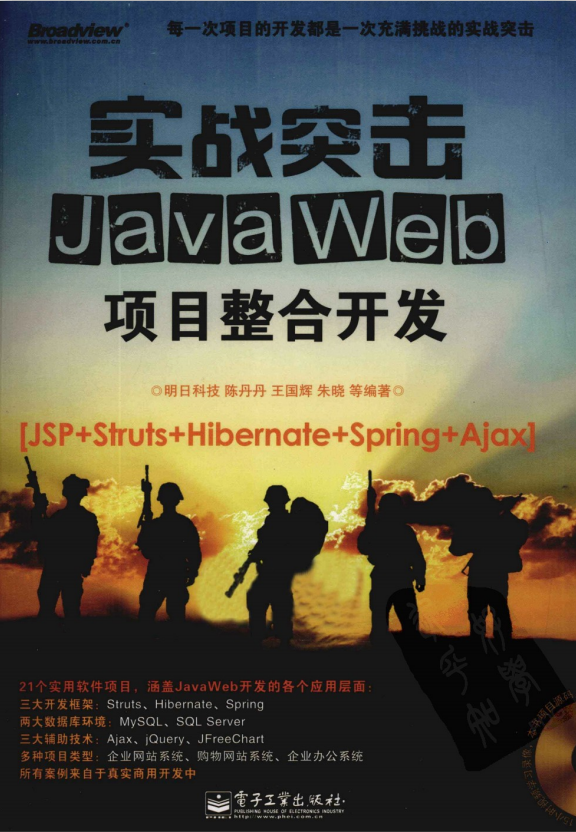 Broadview®
www.broadview.com.cn
每一次项目的开发都是一次充满挑战的实战突击
实战突击
JavaWeb
项目整合开发
◎明日科技 陈丹丹 王国辉 朱晓 等编著◎
[JSP+Struts+Hibernate+Spring+Ajax]
21个实用软件项目，涵盖JavaWeb开发的各个应用层面：
三大开发框架：Struts、Hibernate、Spring
两大数据库环境：MySQL、SQL Server
三大辅助技术：Ajax、jQuery、JFreeChart
多种项目类型：企业网站系统、购物网站系统、企业办公系统
所有案例来自于真实商用开发中
电子工业出版社·
PUBLISHING HOUSE OF ELECTRONICS INDUSTRY
http://www.phei.com.cn